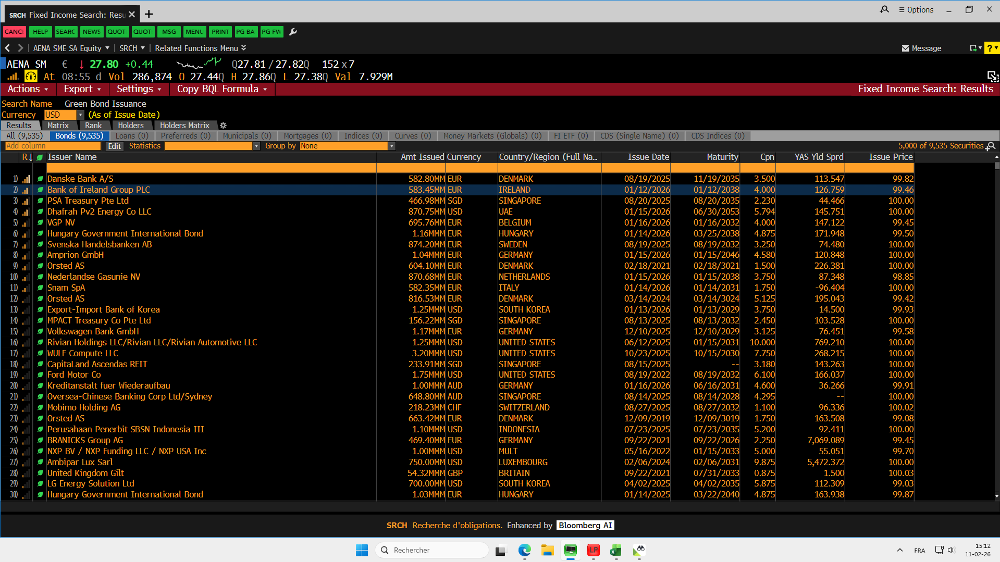 SRCH Fixed Income Search: Resu
Options
CANCL HELP SEARC NEWS QUOT QUOT MSG MENU PRINT PG BA PG FW
AENA SME SA Equity SRCH Related Functions Menu Message ?
AENA SM € ↓ 27.80 +0.44 Q27.81 / 27.82Q 152 x 7
At 08:55 d Vol 286,874 O 27.44Q H 27.86Q L 27.38Q Val 7.929M
Actions Export Settings Copy BQL Formula Fixed Income Search: Results
Search Name Green Bond Issuance
Currency USD (As of Issue Date)
Results Matrix Rank Holders Holders Matrix
All (9,535) Bonds (9,535) Loans (0) Preferreds (0) Municipals (0) Mortgages (0) Indices (0) Curves (0) Money Markets (Globals) (0) FI ETF (0) CDS (Single Name) (0) CDS Indices (0)
Add column Edit Statistics Group by None 5,000 of 9,535 Securities
R↓ Issuer Name Amt Issued Currency Country/Region (Full Na... Issue Date Maturity Cpn YAS Yld Sprd Issue Price
1) Danske Bank A/S 582.80MM EUR DENMARK 08/19/2025 11/19/2035 3.500 113.547 99.82
2) Bank of Ireland Group PLC 583.45MM EUR IRELAND 01/12/2026 01/12/2038 4.000 126.759 99.46
3) PSA Treasury Pte Ltd 466.98MM SGD SINGAPORE 08/20/2025 08/20/2035 2.230 44.466 100.00
4) Dhafrah Pv2 Energy Co LLC 870.75MM USD UAE 01/15/2026 06/30/2053 5.794 145.751 100.00
5) VGP NV 695.76MM EUR BELGIUM 01/16/2026 01/16/2032 4.000 147.122 99.45
6) Hungary Government International Bond 1.16MMM EUR HUNGARY 01/14/2026 03/25/2038 4.875 171.948 99.50
7) Svenska Handelsbanken AB 874.20MM EUR SWEDEN 08/19/2025 08/19/2032 3.250 74.480 100.00
8) Amprion GmbH 1.04MMM EUR GERMANY 01/15/2026 01/15/2046 4.580 120.848 100.00
9) Orsted AS 604.10MM EUR DENMARK 02/18/2021 02/18/3021 1.500 226.381 100.00
10) Nederlandse Gasunie NV 870.68MM EUR NETHERLANDS 01/15/2026 01/15/2038 3.750 87.348 98.85
11) Snam SpA 582.35MM EUR ITALY 01/14/2026 01/14/2031 1.750 -96.404 100.00
12) Orsted AS 816.53MM EUR DENMARK 03/14/2024 03/14/3024 5.125 195.043 99.42
13) Export-Import Bank of Korea 1.25MMM USD SOUTH KOREA 01/13/2026 01/13/2029 3.750 14.500 99.93
14) MPACT Treasury Co Pte Ltd 156.22MM SGD SINGAPORE 08/13/2025 08/13/2032 2.450 103.528 100.00
15) Volkswagen Bank GmbH 1.17MMM EUR GERMANY 12/10/2025 12/10/2029 3.125 76.451 99.58
16) Rivian Holdings LLC/Rivian LLC/Rivian Automotive LLC 1.25MMM USD UNITED STATES 06/12/2025 01/15/2031 10.000 769.210 100.00
17) WULF Compute LLC 3.20MMM USD UNITED STATES 10/23/2025 10/15/2030 7.750 268.215 100.00
18) CapitaLand Ascendas REIT 233.91MM SGD SINGAPORE 08/15/2025 -- 3.180 143.263 100.00
19) Ford Motor Co 1.75MMM USD UNITED STATES 08/19/2022 08/19/2032 6.100 166.037 100.00
20) Kreditanstalt fuer Wiederaufbau 1.00MMM AUD GERMANY 01/16/2026 06/16/2031 4.600 36.266 99.91
21) Oversea-Chinese Banking Corp Ltd/Sydney 648.80MM AUD SINGAPORE 08/14/2025 08/14/2028 4.295 -- 100.00
22) Mobimo Holding AG 218.23MM CHF SWITZERLAND 08/27/2025 08/27/2032 1.100 96.336 100.02
23) Orsted AS 663.42MM EUR DENMARK 12/09/2019 12/09/3019 1.750 163.508 99.08
24) Perusahaan Penerbit SBSN Indonesia III 1.10MMM USD INDONESIA 07/23/2025 07/23/2035 5.200 92.411 100.00
25) BRANICKS Group AG 469.40MM EUR GERMANY 09/22/2021 09/22/2026 2.250 7,069.089 99.45
26) NXP BV / NXP Funding LLC / NXP USA Inc 1.00MMM USD MULT 05/16/2022 01/15/2033 5.000 55.051 99.70
27) Ambipar Lux Sarl 750.00MM USD LUXEMBOURG 02/06/2024 02/06/2031 9.875 5,472.372 100.00
28) United Kingdom Gilt 54.32MMM GBP BRITAIN 09/22/2021 07/31/2033 0.875 1.500 100.03
29) LG Energy Solution Ltd 700.00MM USD SOUTH KOREA 04/02/2025 04/02/2035 5.875 112.309 99.03
30) Hungary Government International Bond 1.03MMM EUR HUNGARY 01/14/2025 03/22/2040 4.875 163.938 99.87
SRCH Recherche d'obligations. Enhanced by Bloomberg AI
Rechercher LP FRA 15:12
11-02-26